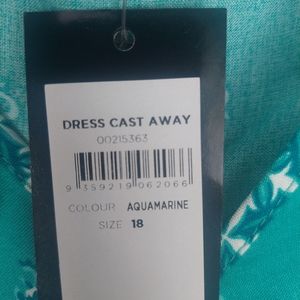 DRESS CAST AWAY
00215363
9 359219 062066
COLOUR AQUAMARINE
SIZE 18